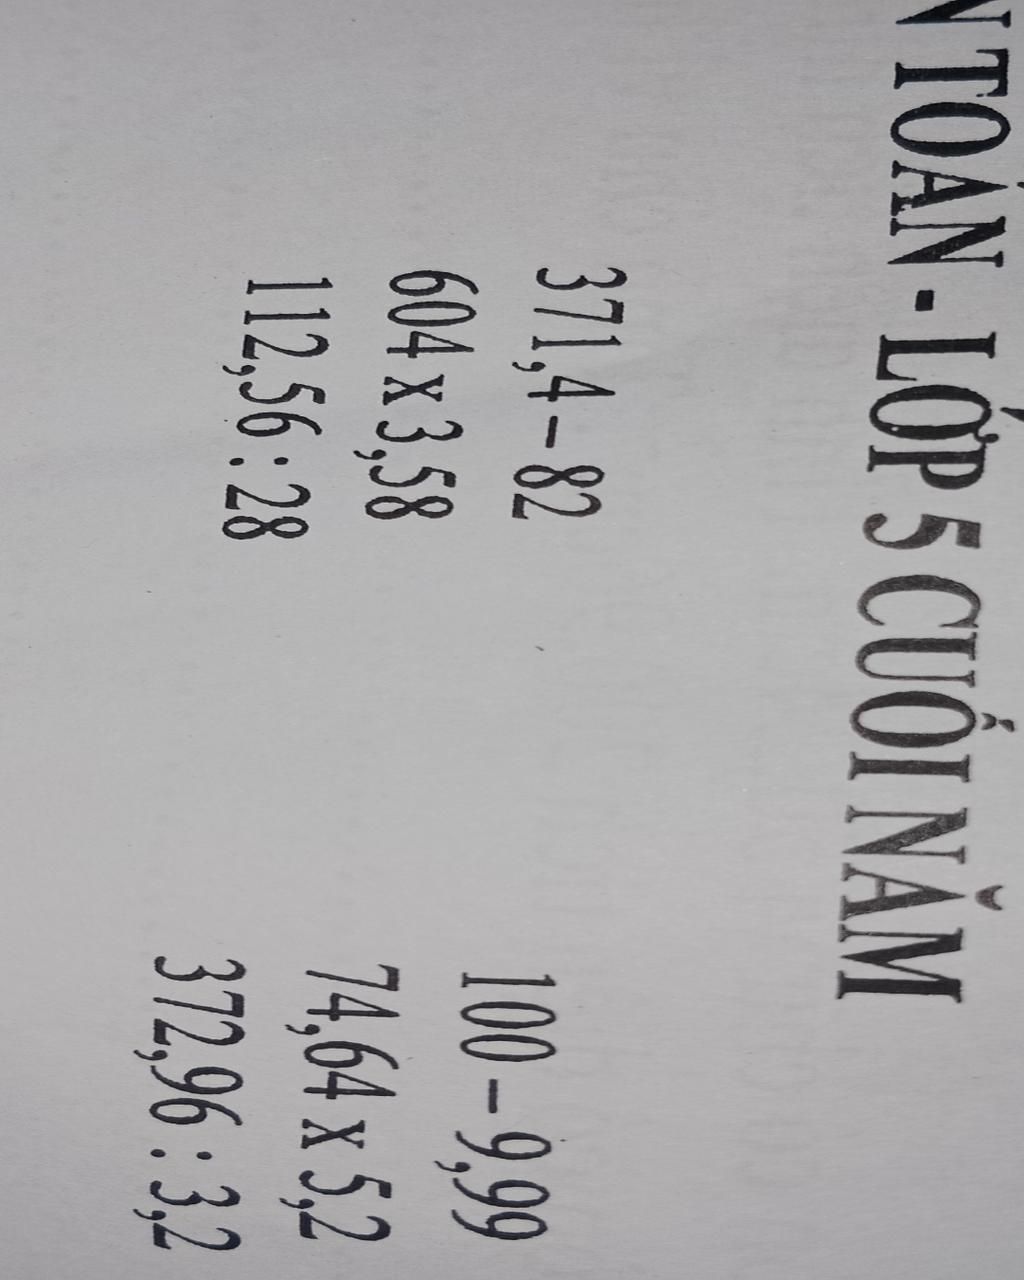 N TOÁN - LỚP 5 CUỐI NĂM
371,4 – 82
100 – 9,99
604 x 3,58
74,64 x 5,2
112,56 : 28
372,96 : 3,2